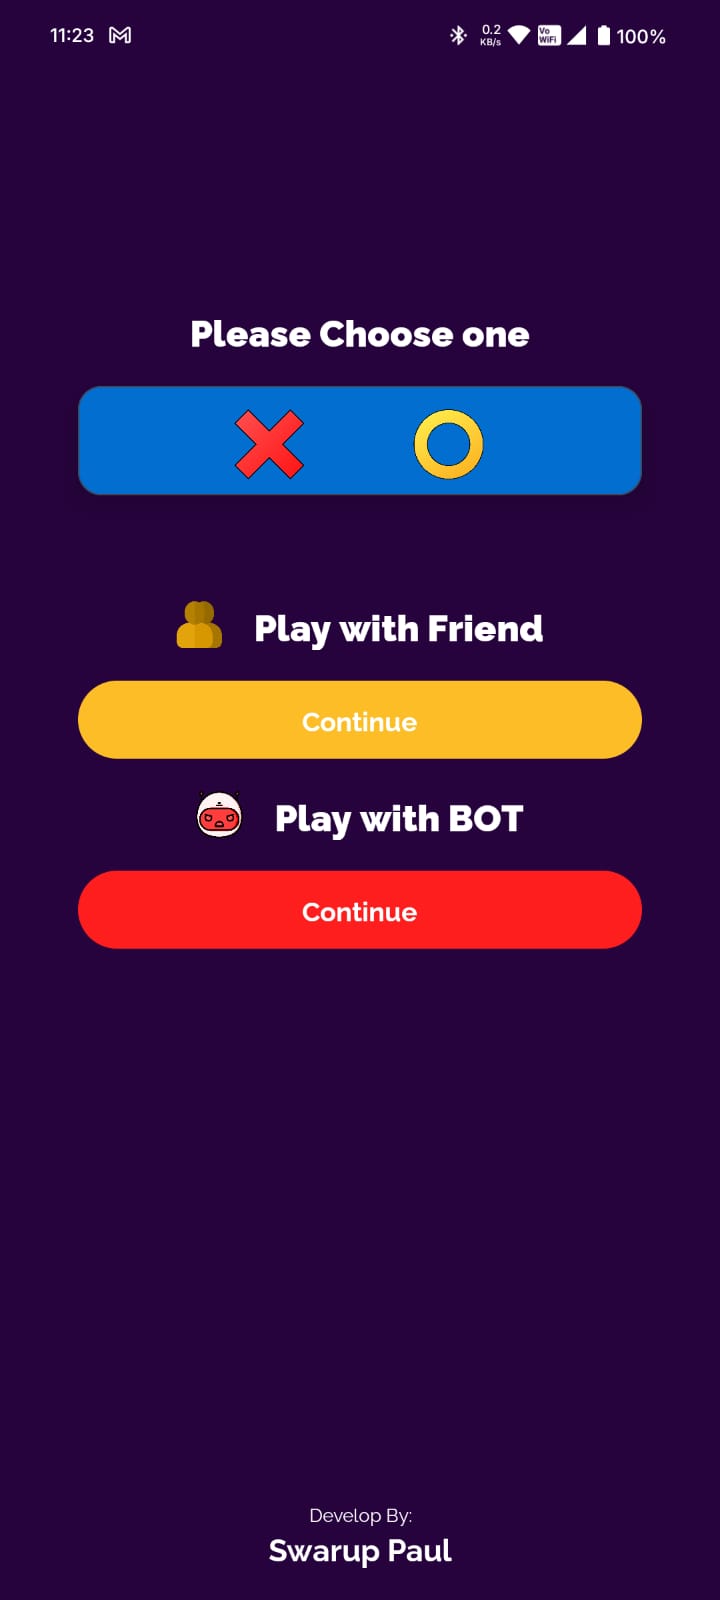 11:23
0.2
KB/s
Vo
WiFi
100%
Please Choose one
Play with Friend
Continue
Play with BOT
Continue
Develop By:
Swarup Paul